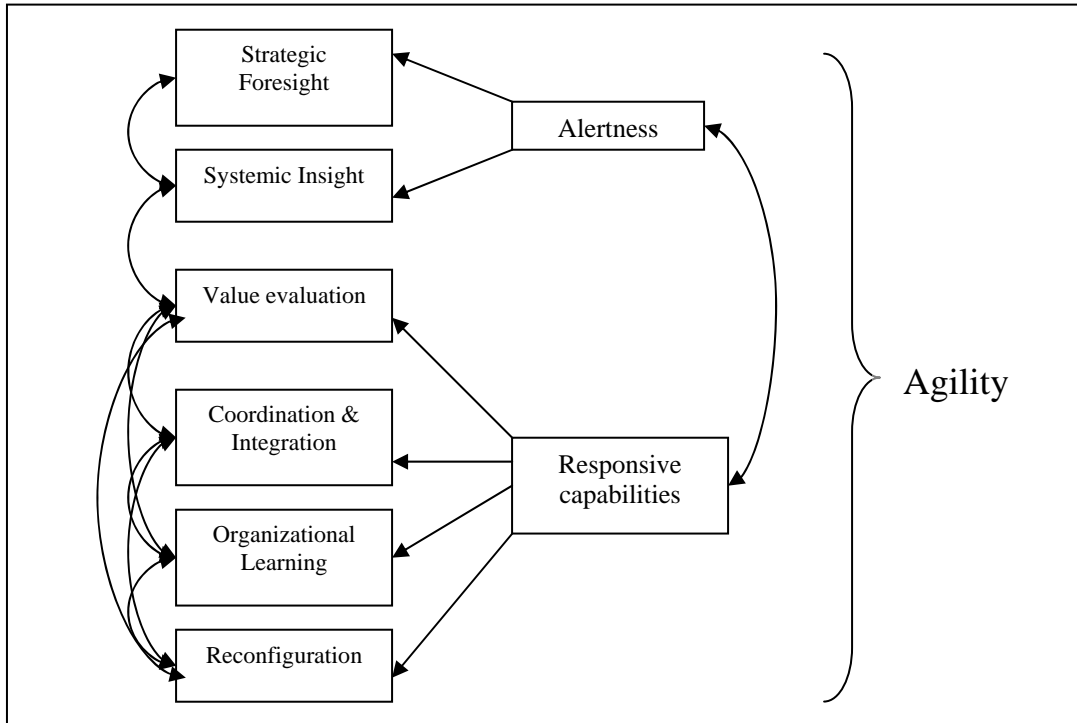 Strategic
Foresight
Alertness
Systemic Insight
Value evaluation
Agility
Coordination &
Integration
Responsive
capabilities
Organizational
Learning
Reconfiguration